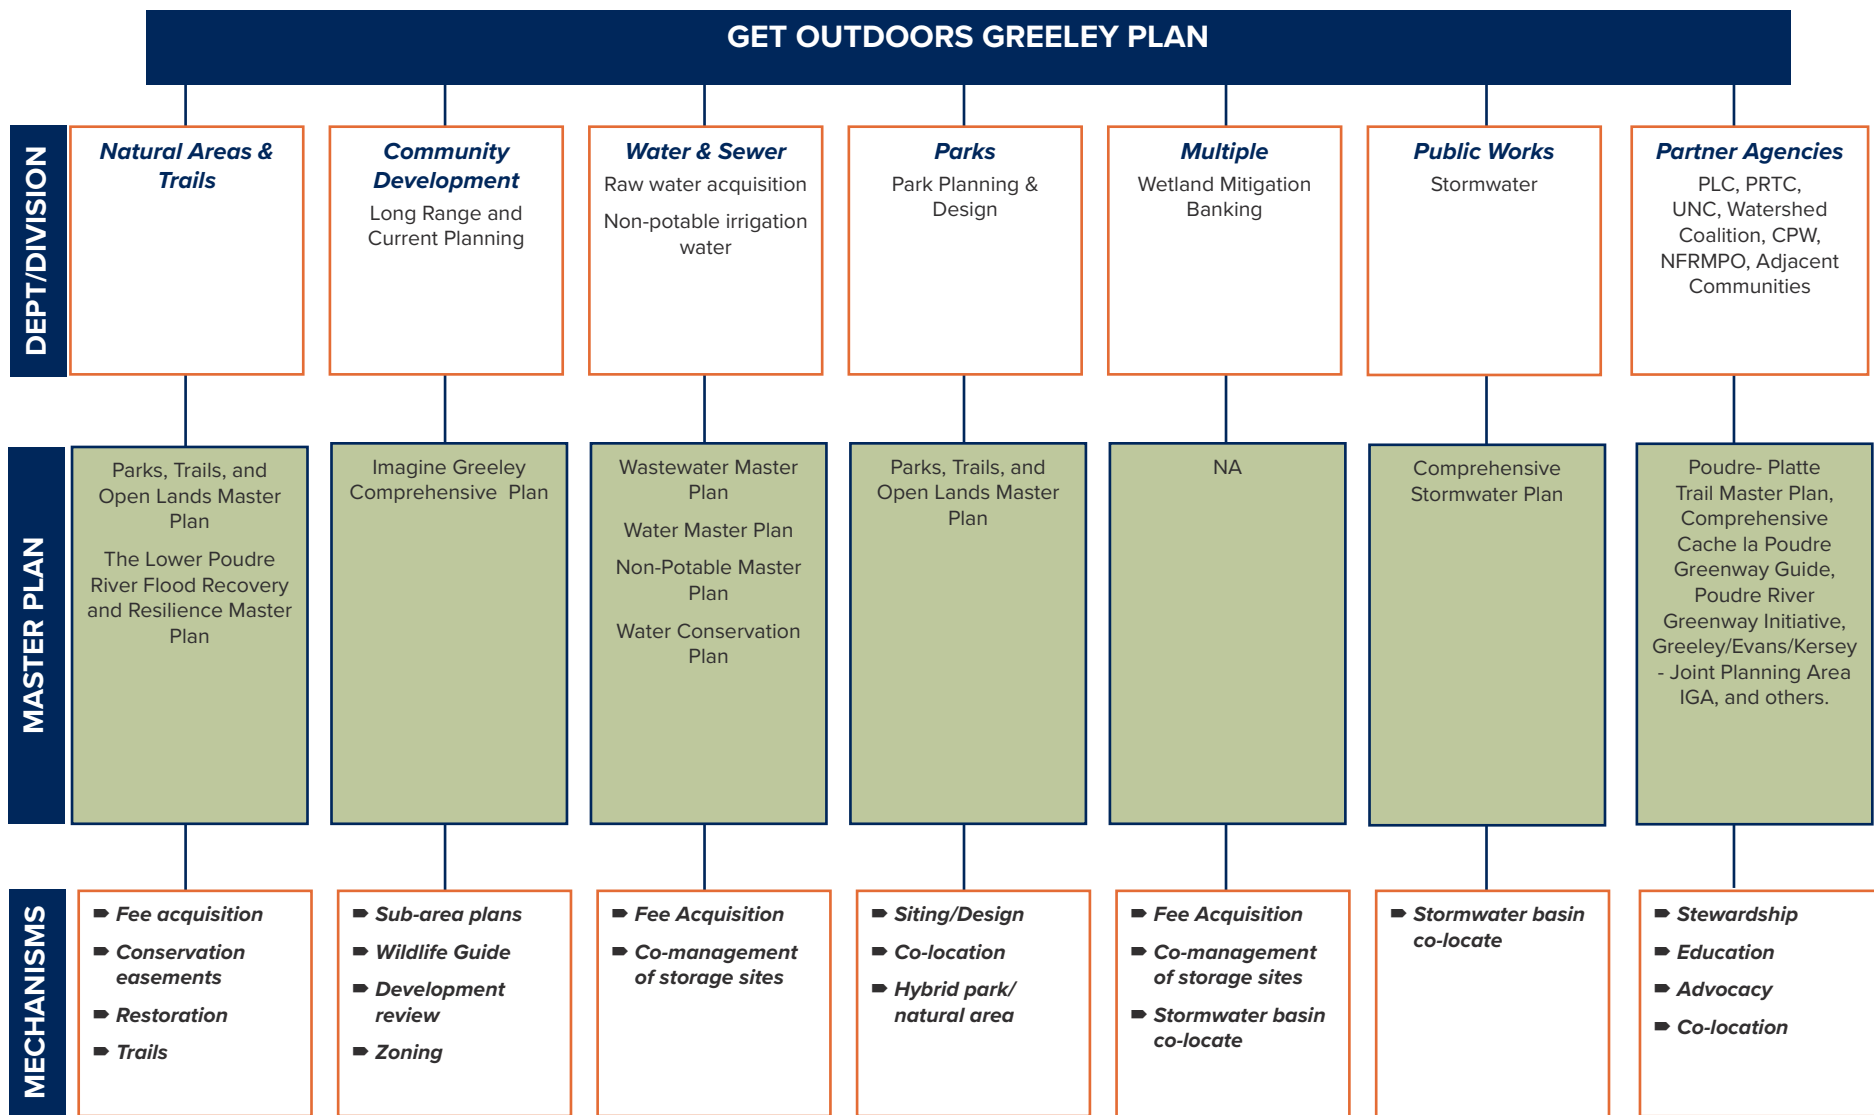 GET OUTDOORS GREELEY PLAN
DEPT/DIVISION
Natural Areas &
Trails
Community
Development
Long Range and
Current Planning
Water & Sewer
Raw water acquisition
Non-potable irrigation
water
Parks
Park Planning &
Design
Multiple
Wetland Mitigation
Banking
Public Works
Stormwater
Partner Agencies
PLC, PRTC,
UNC, Watershed
Coalition, CPW,
NFRMPO, Adjacent
Communities
MASTER PLAN
Parks, Trails, and
Open Lands Master
Plan
The Lower Poudre
River Flood Recovery
and Resilience Master
Plan
Imagine Greeley
Comprehensive Plan
Wastewater Master
Plan
Water Master Plan
Non-Potable Master
Plan
Water Conservation
Plan
Parks, Trails, and
Open Lands Master
Plan
NA
Comprehensive
Stormwater Plan
Poudre- Platte
Trail Master Plan,
Comprehensive
Cache la Poudre
Greenway Guide,
Poudre River
Greenway Initiative,
Greeley/Evans/Kersey
- Joint Planning Area
IGA, and others.
MECHANISMS
Fee acquisition
Conservation
easements
Restoration
Trails
Sub-area plans
Wildlife Guide
Development
review
Zoning
Fee Acquisition
Co-management
of storage sites
Siting/Design
Co-location
Hybrid park/
natural area
Fee Acquisition
Co-management
of storage sites
Stormwater basin
co-locate
Stormwater basin
co-locate
Stewardship
Education
Advocacy
Co-location